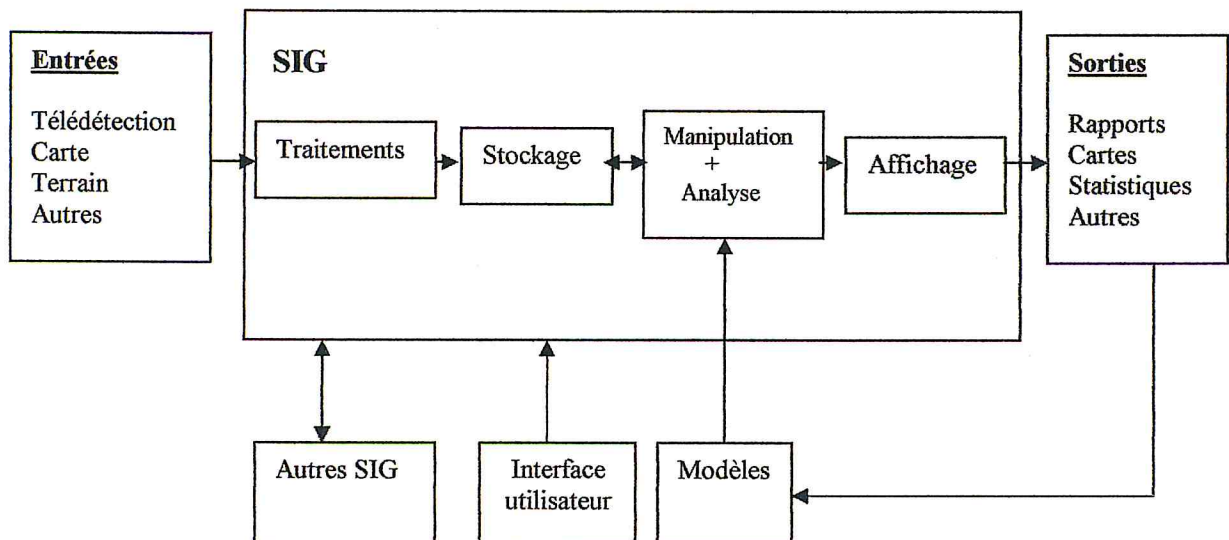 Entrées
Télédétection
Carte
Terrain
Autres
SIG
Traitements
Stockage
Manipulation
+
Analyse
Affichage
Sorties
Rapports
Cartes
Statistiques
Autres
Autres SIG
Interface
utilisateur
Modèles